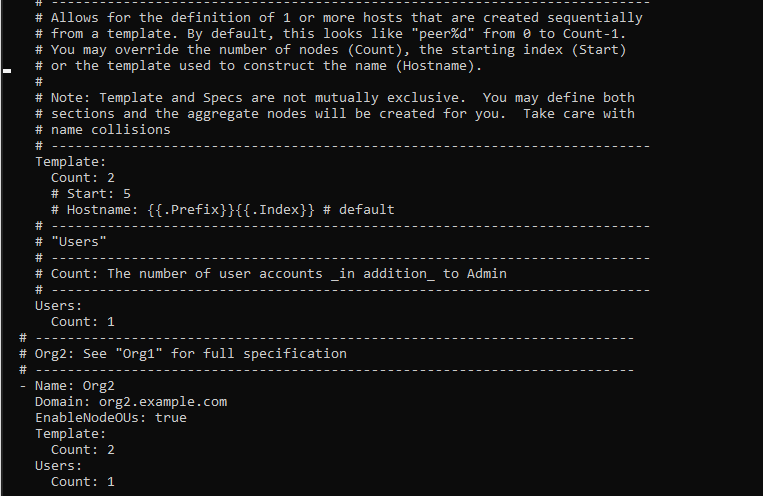 # ---------------------------------------------------------------------------
# Allows for the definition of 1 or more hosts that are created sequentially
# from a template. By default, this looks like "peer%d" from 0 to Count-1.
# You may override the number of nodes (Count), the starting index (Start)
# or the template used to construct the name (Hostname).
#
# Note: Template and Specs are not mutually exclusive.  You may define both
# sections and the aggregate nodes will be created for you.  Take care with
# name collisions
# ---------------------------------------------------------------------------
Template:
  Count: 2
  # Start: 5
  # Hostname: {{.Prefix}}{{.Index}} # default
# ---------------------------------------------------------------------------
# "Users"
# ---------------------------------------------------------------------------
# Count: The number of user accounts _in addition_ to Admin
# ---------------------------------------------------------------------------
Users:
  Count: 1
# ---------------------------------------------------------------------------
# Org2: See "Org1" for full specification
# ---------------------------------------------------------------------------
- Name: Org2
  Domain: org2.example.com
  EnableNodeOUs: true
  Template:
    Count: 2
  Users:
    Count: 1